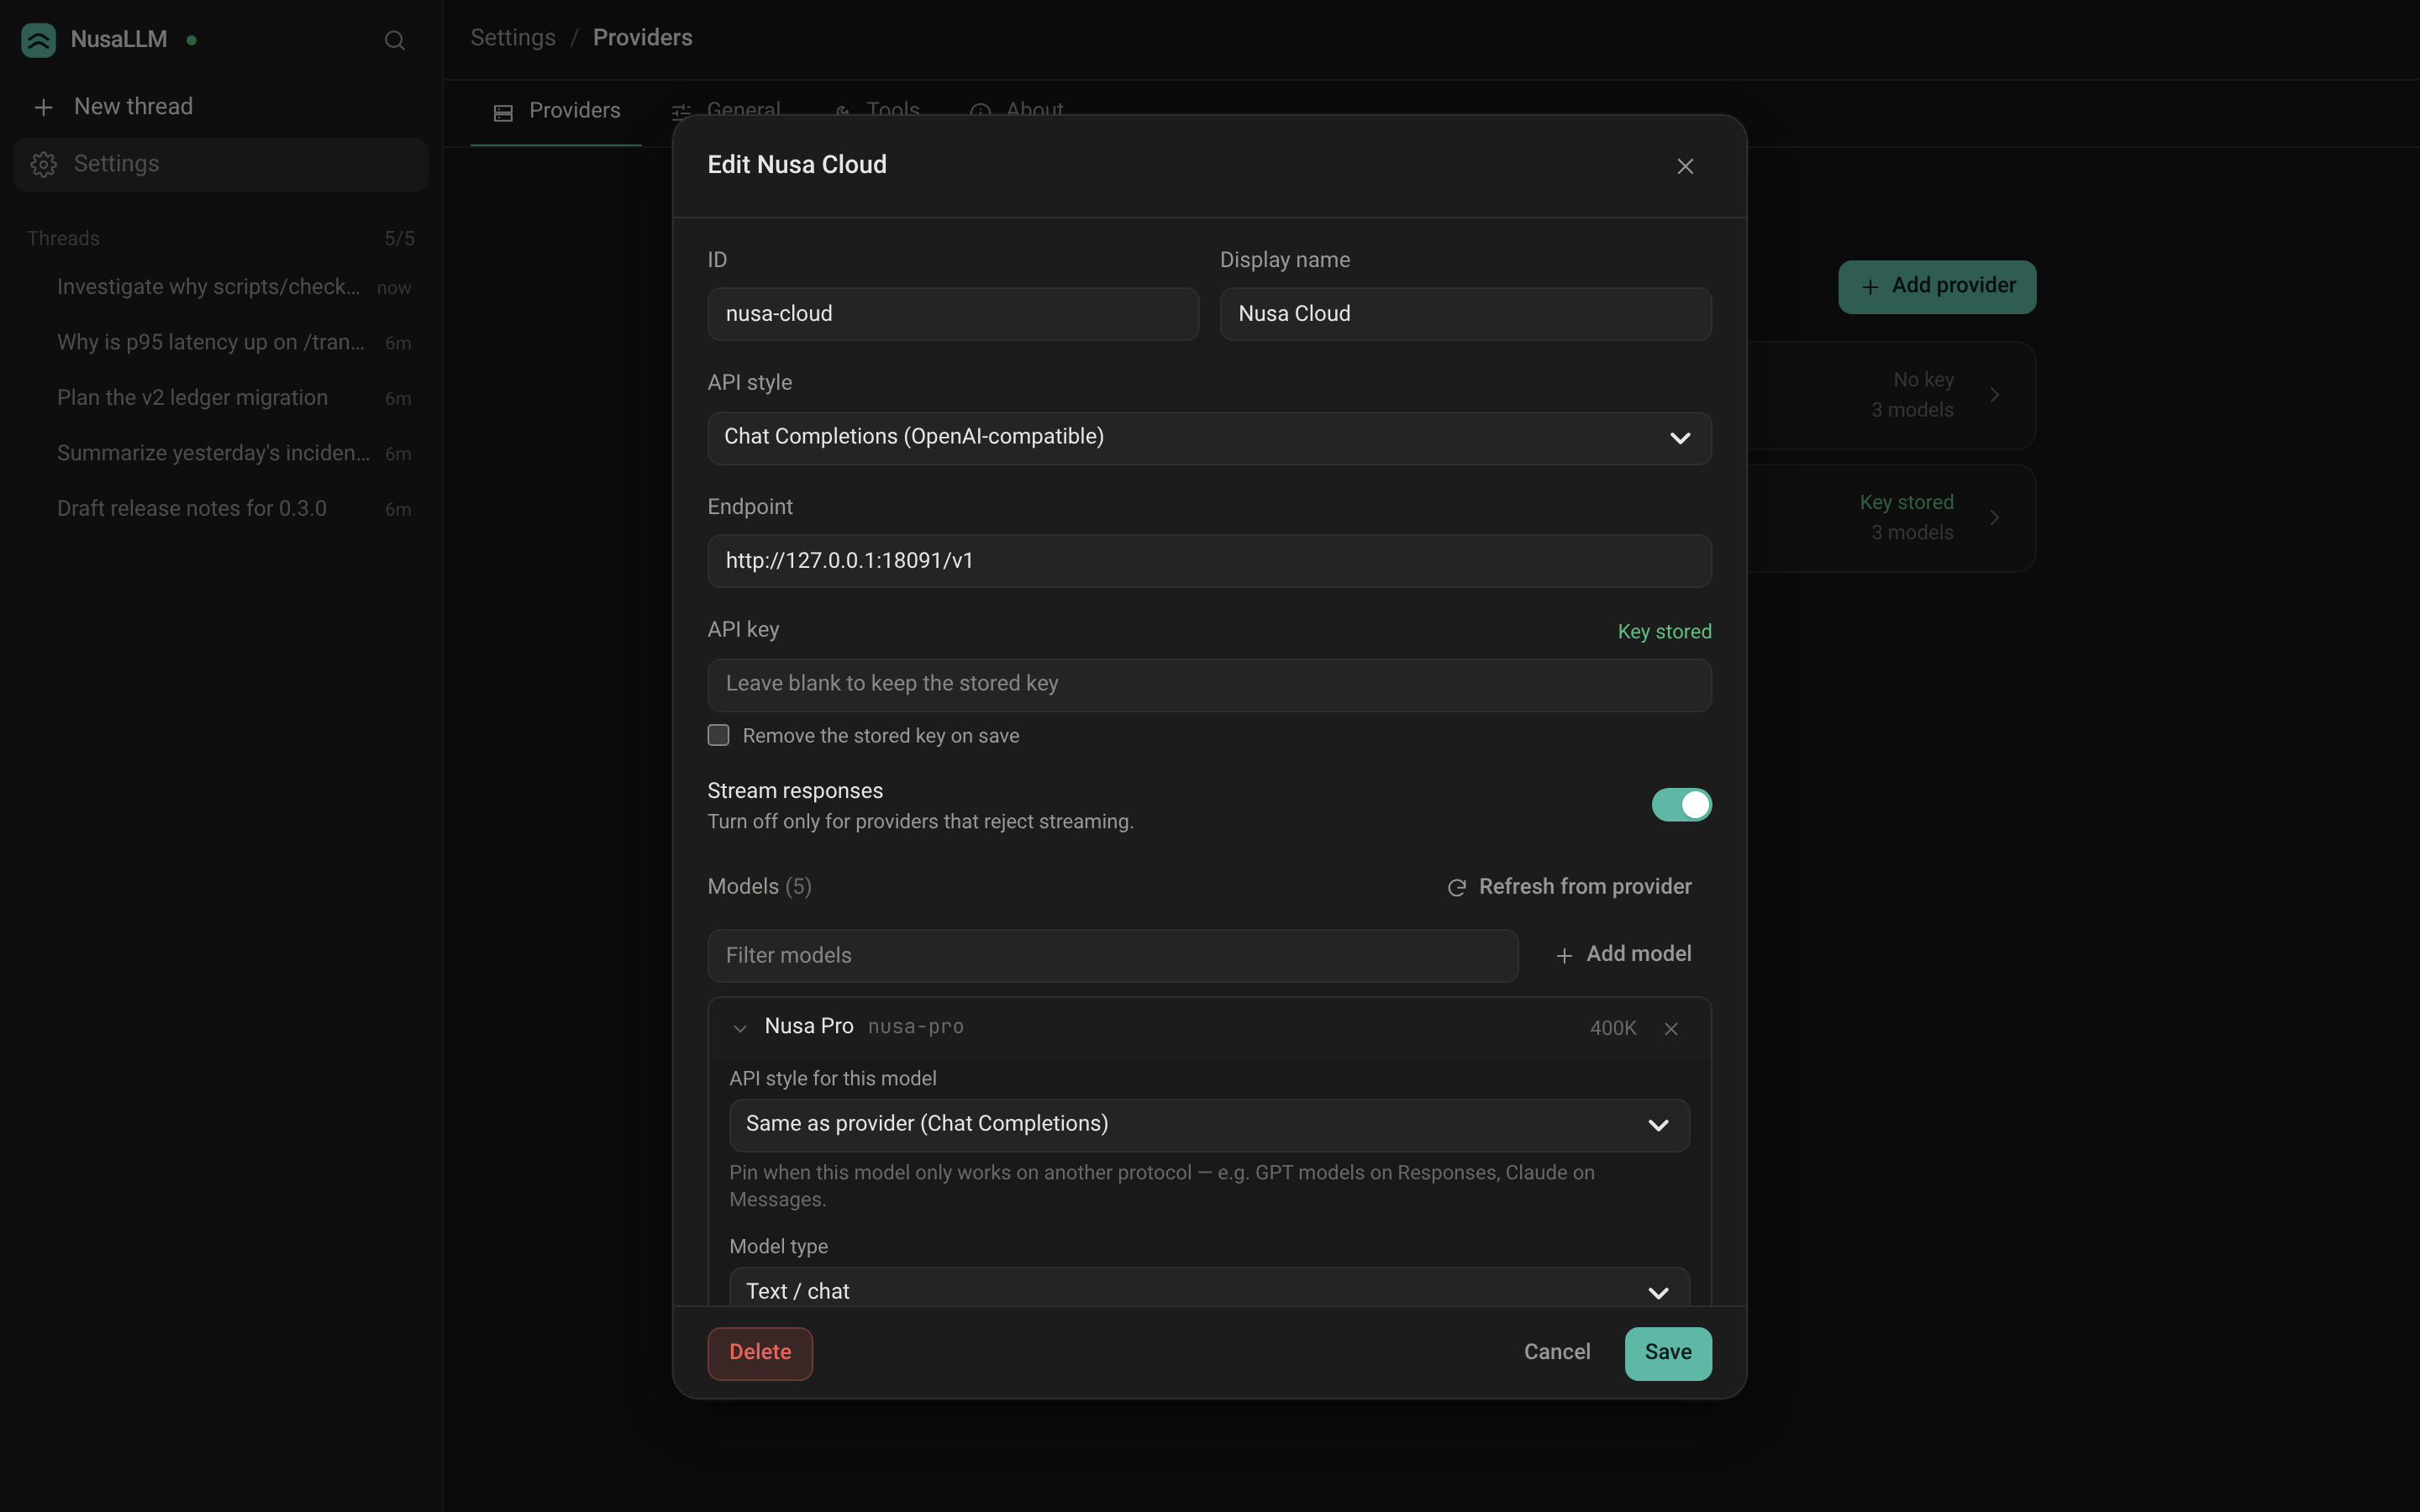 NusaLLM
New thread
Settings
Threads 5/5
Investigate why scripts/check... now
Why is p95 latency up on /tran... 6m
Plan the v2 ledger migration 6m
Summarize yesterday's inciden... 6m
Draft release notes for 0.3.0 6m
Settings / Providers
Providers General Tools About
Add provider
No key
3 models
Key stored
3 models
Edit Nusa Cloud
ID Display name
nusa-cloud Nusa Cloud
API style
Chat Completions (OpenAI-compatible)
Endpoint
http://127.0.0.1:18091/v1
API key Key stored
Leave blank to keep the stored key
Remove the stored key on save
Stream responses
Turn off only for providers that reject streaming.
Models (5) Refresh from provider
Filter models Add model
Nusa Pro nusa-pro 400K
API style for this model
Same as provider (Chat Completions)
Pin when this model only works on another protocol — e.g. GPT models on Responses, Claude on
Messages.
Model type
Text / chat
Delete Cancel Save